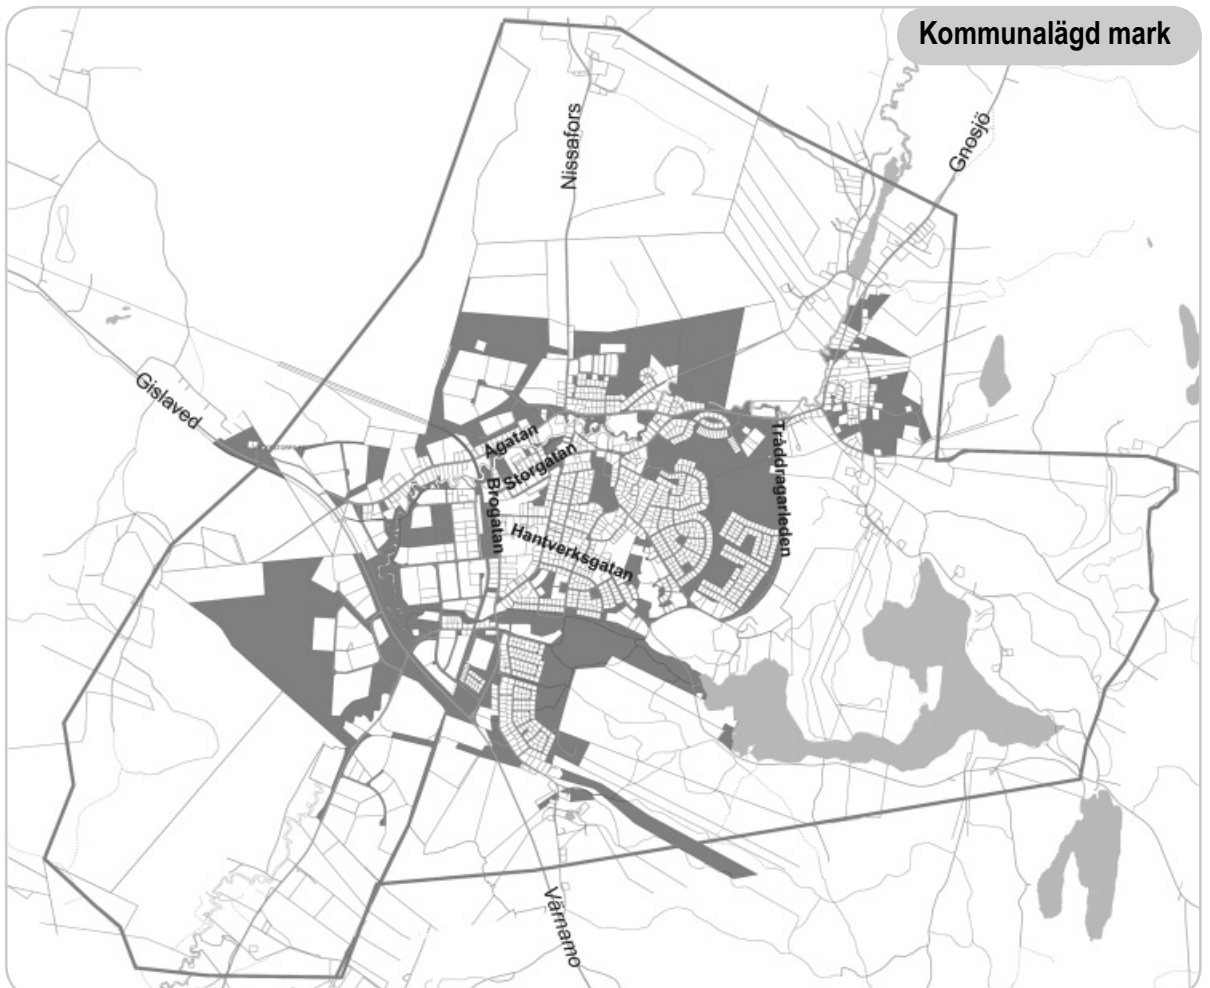 Kommunalägd mark
Nissafors
Gnosjö
Gislaved
Ågatan
Storgatan
Brogatan
Hantverksgatan
Tråddragarleden
Värnamo